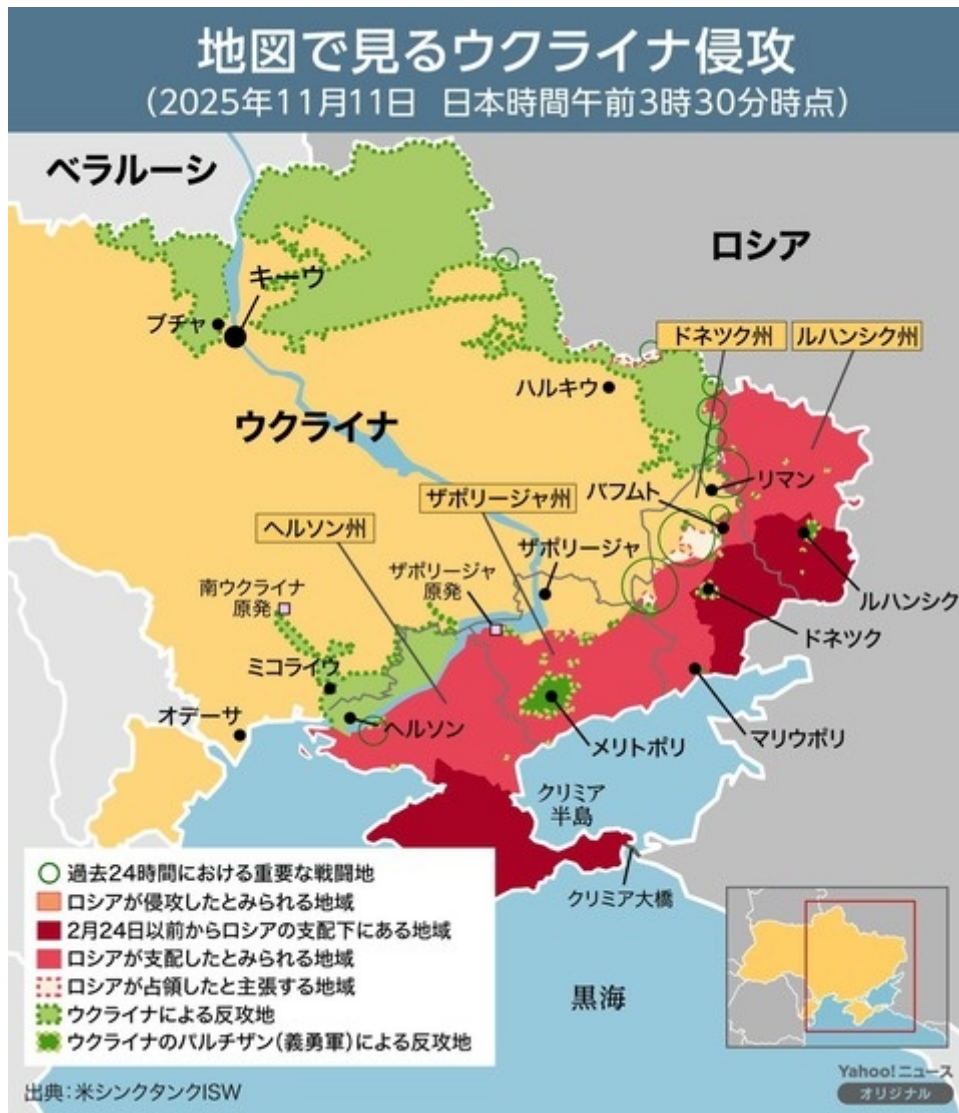 地図で見るウクライナ侵攻
（2025年11月11日 日本時間午前3時30分時点）
ベラルーシ
ロシア
キーウ
ブチャ
ドネツク州
ルハンシク州
ハルキウ
ウクライナ
リマン
バフムト
ザポリージャ州
ヘルソン州
ザポリージャ
ザポリージャ
原発
南ウクライナ
原発
ルハンシク
ドネツク
ミコライウ
オデーサ
ヘルソン
メリトポリ
マリウポリ
クリミア
半島
クリミア大橋
黒海
過去24時間における重要な戦闘地
ロシアが侵攻したとみられる地域
2月24日以前からロシアの支配下にある地域
ロシアが支配したとみられる地域
ロシアが占領したと主張する地域
ウクライナによる反攻地
ウクライナのパルチザン（義勇軍）による反攻地
出典：米シンクタンクISW
Yahoo!ニュース
オリジナル